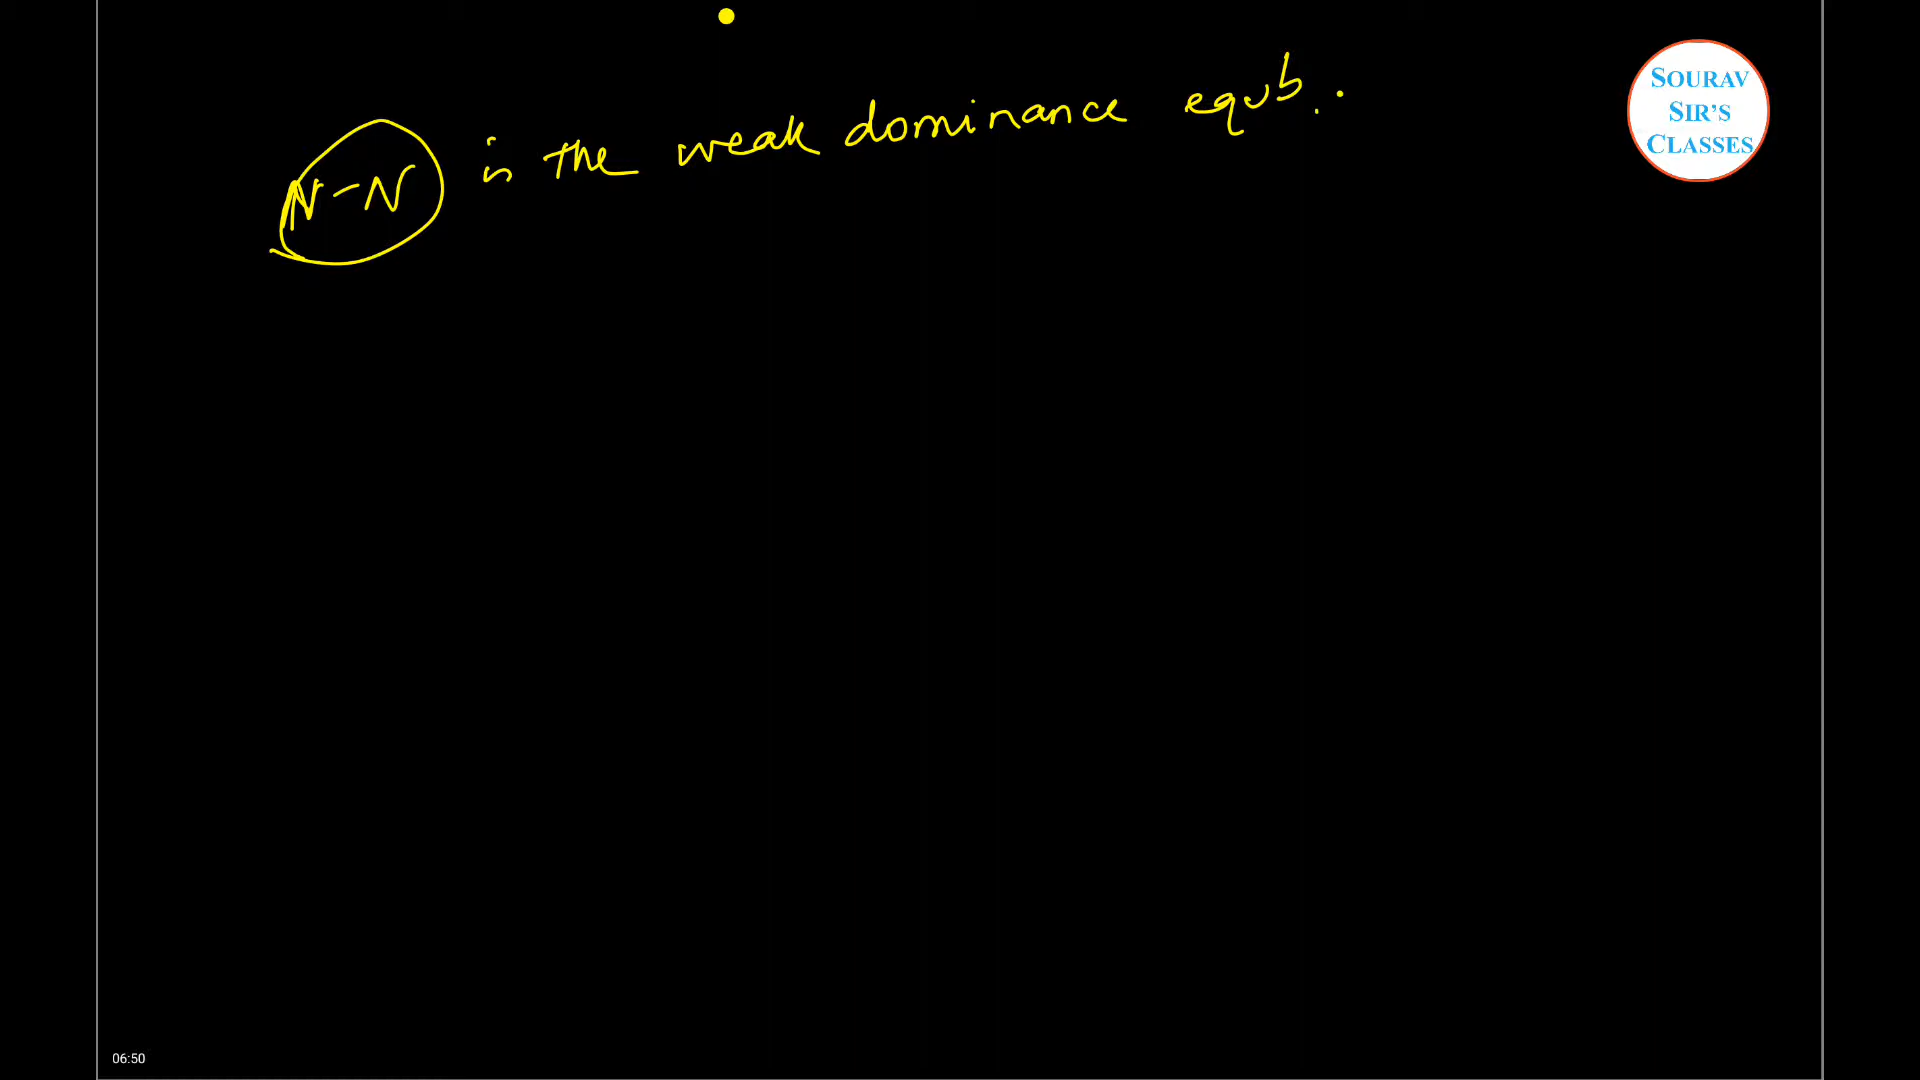 N-N is the weak dominance equb..
SOURAV
SIR'S
CLASSES
06:50